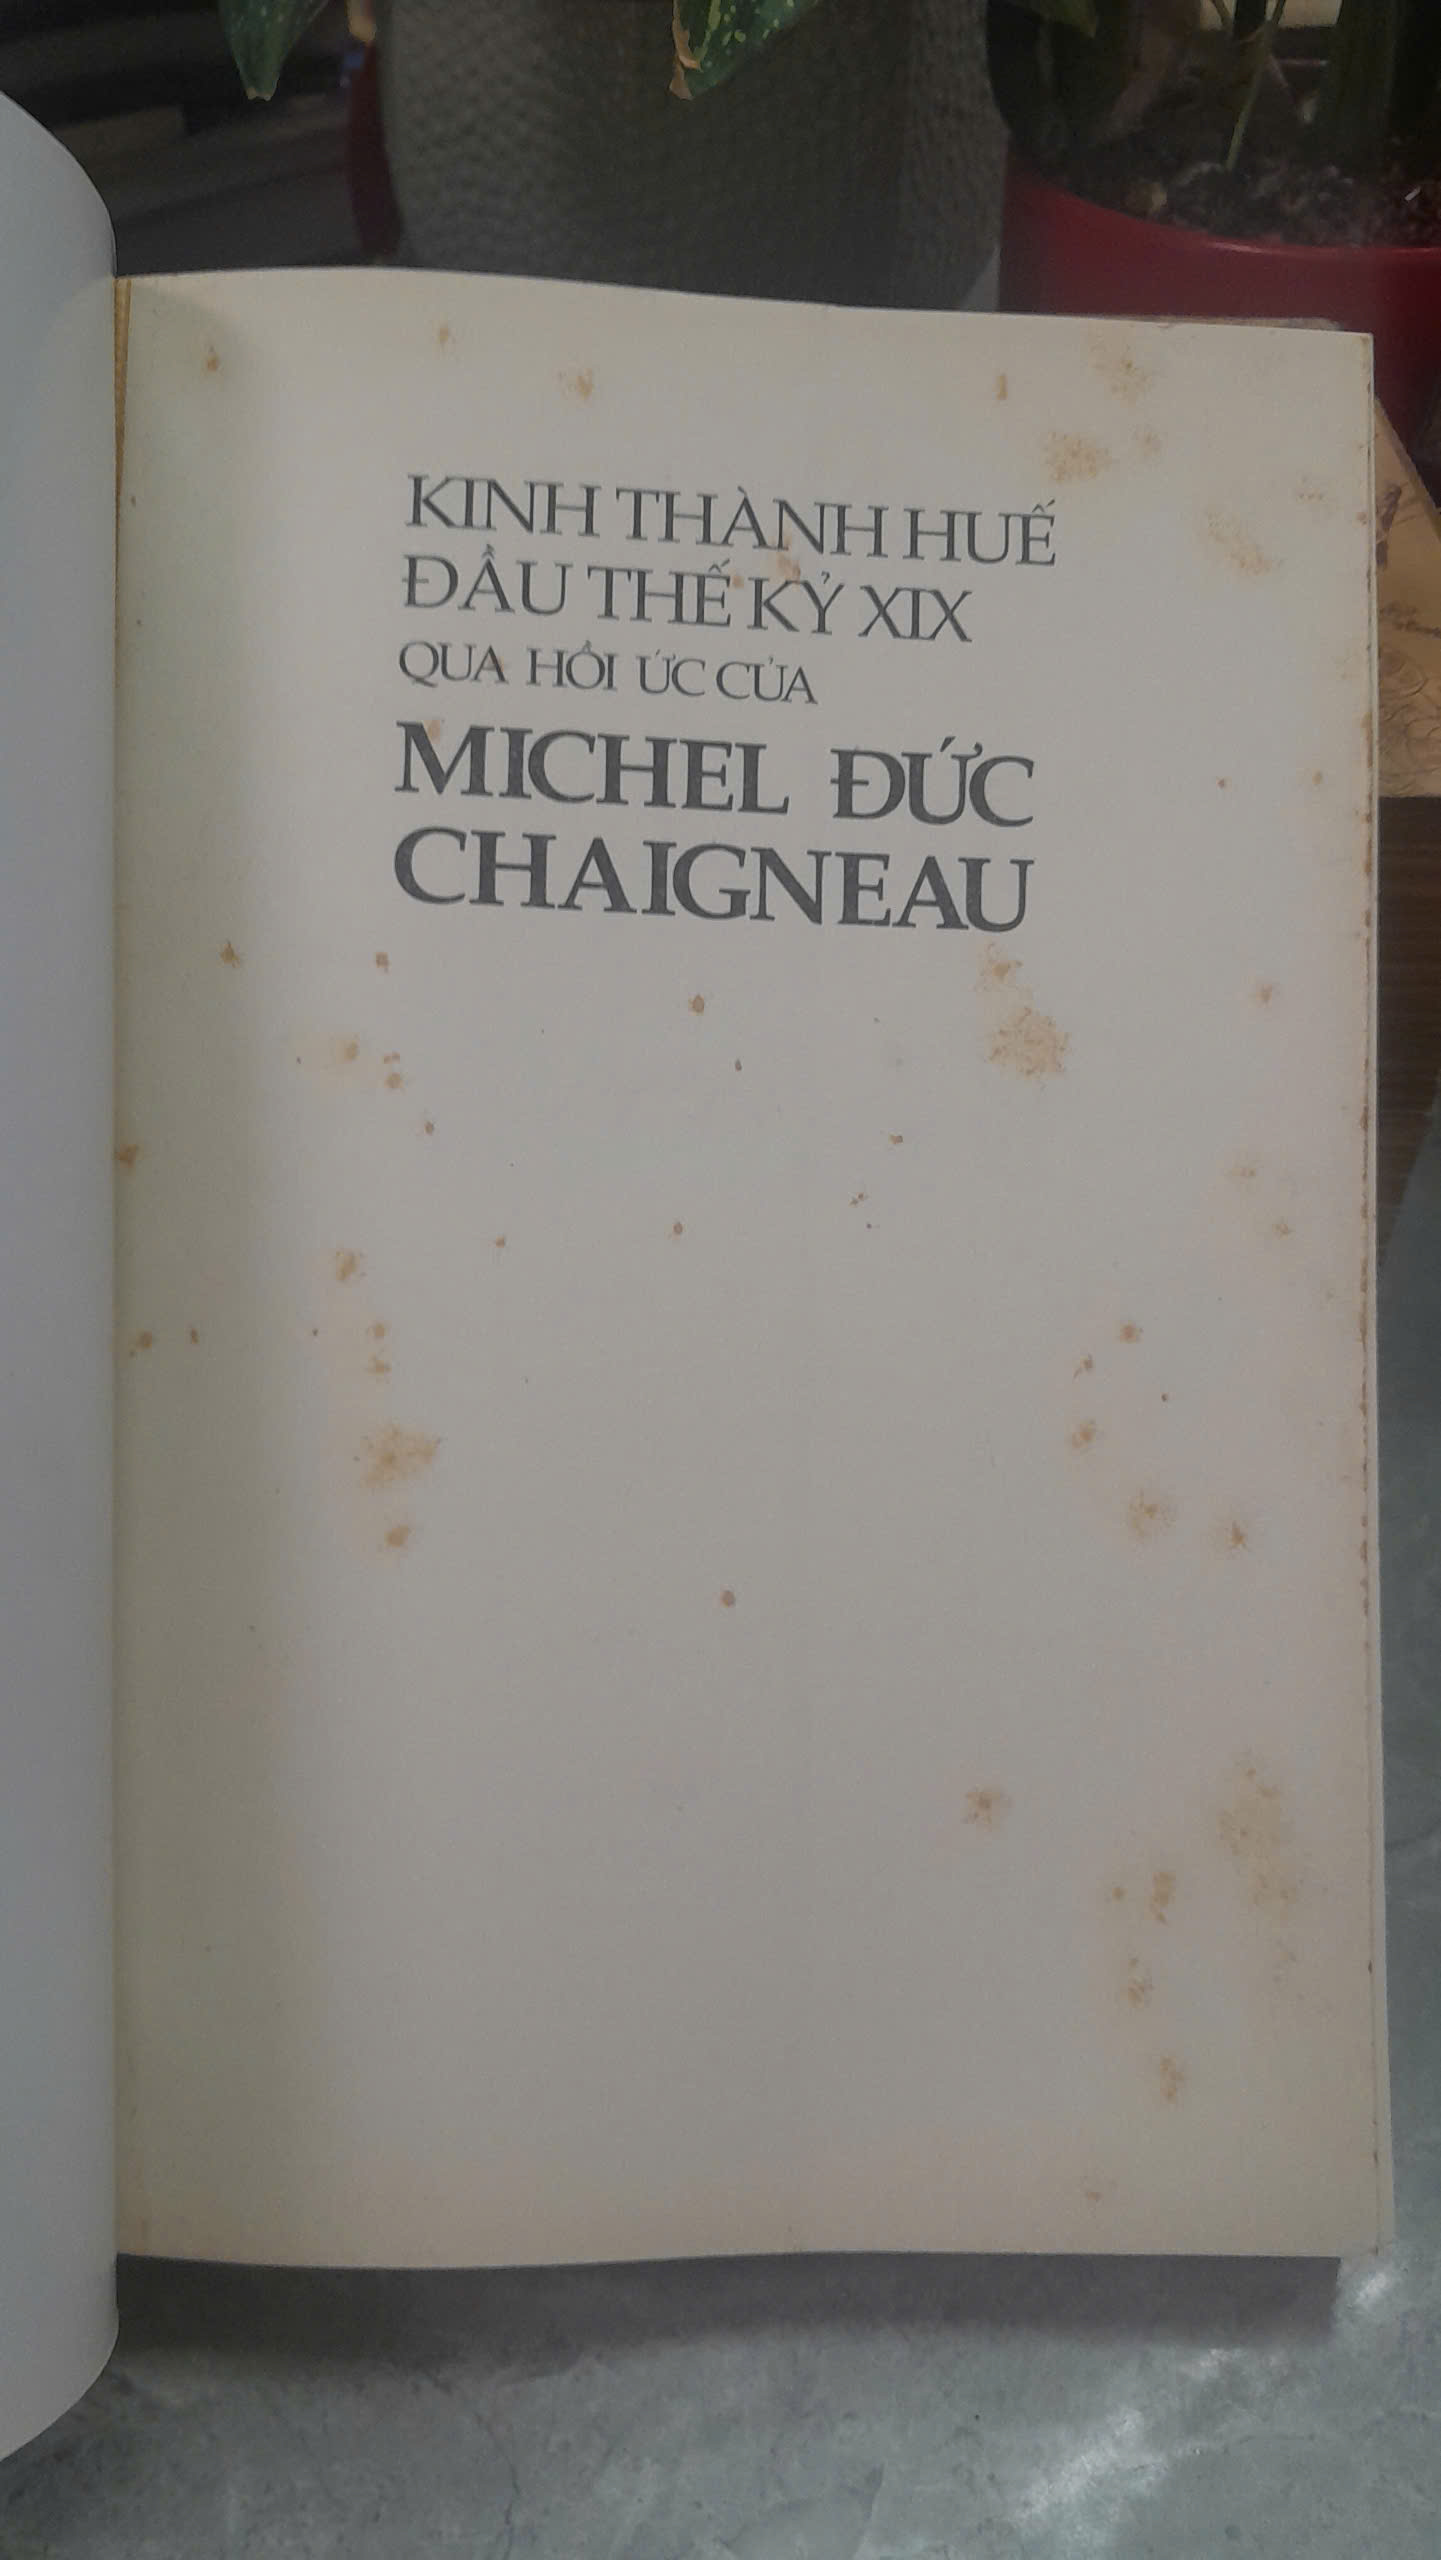 KINH THÀNH HUẾ
ĐẦU THẾ KỶ XIX
QUA HỒI ỨC CỦA
MICHEL ĐỨC
CHAIGNEAU